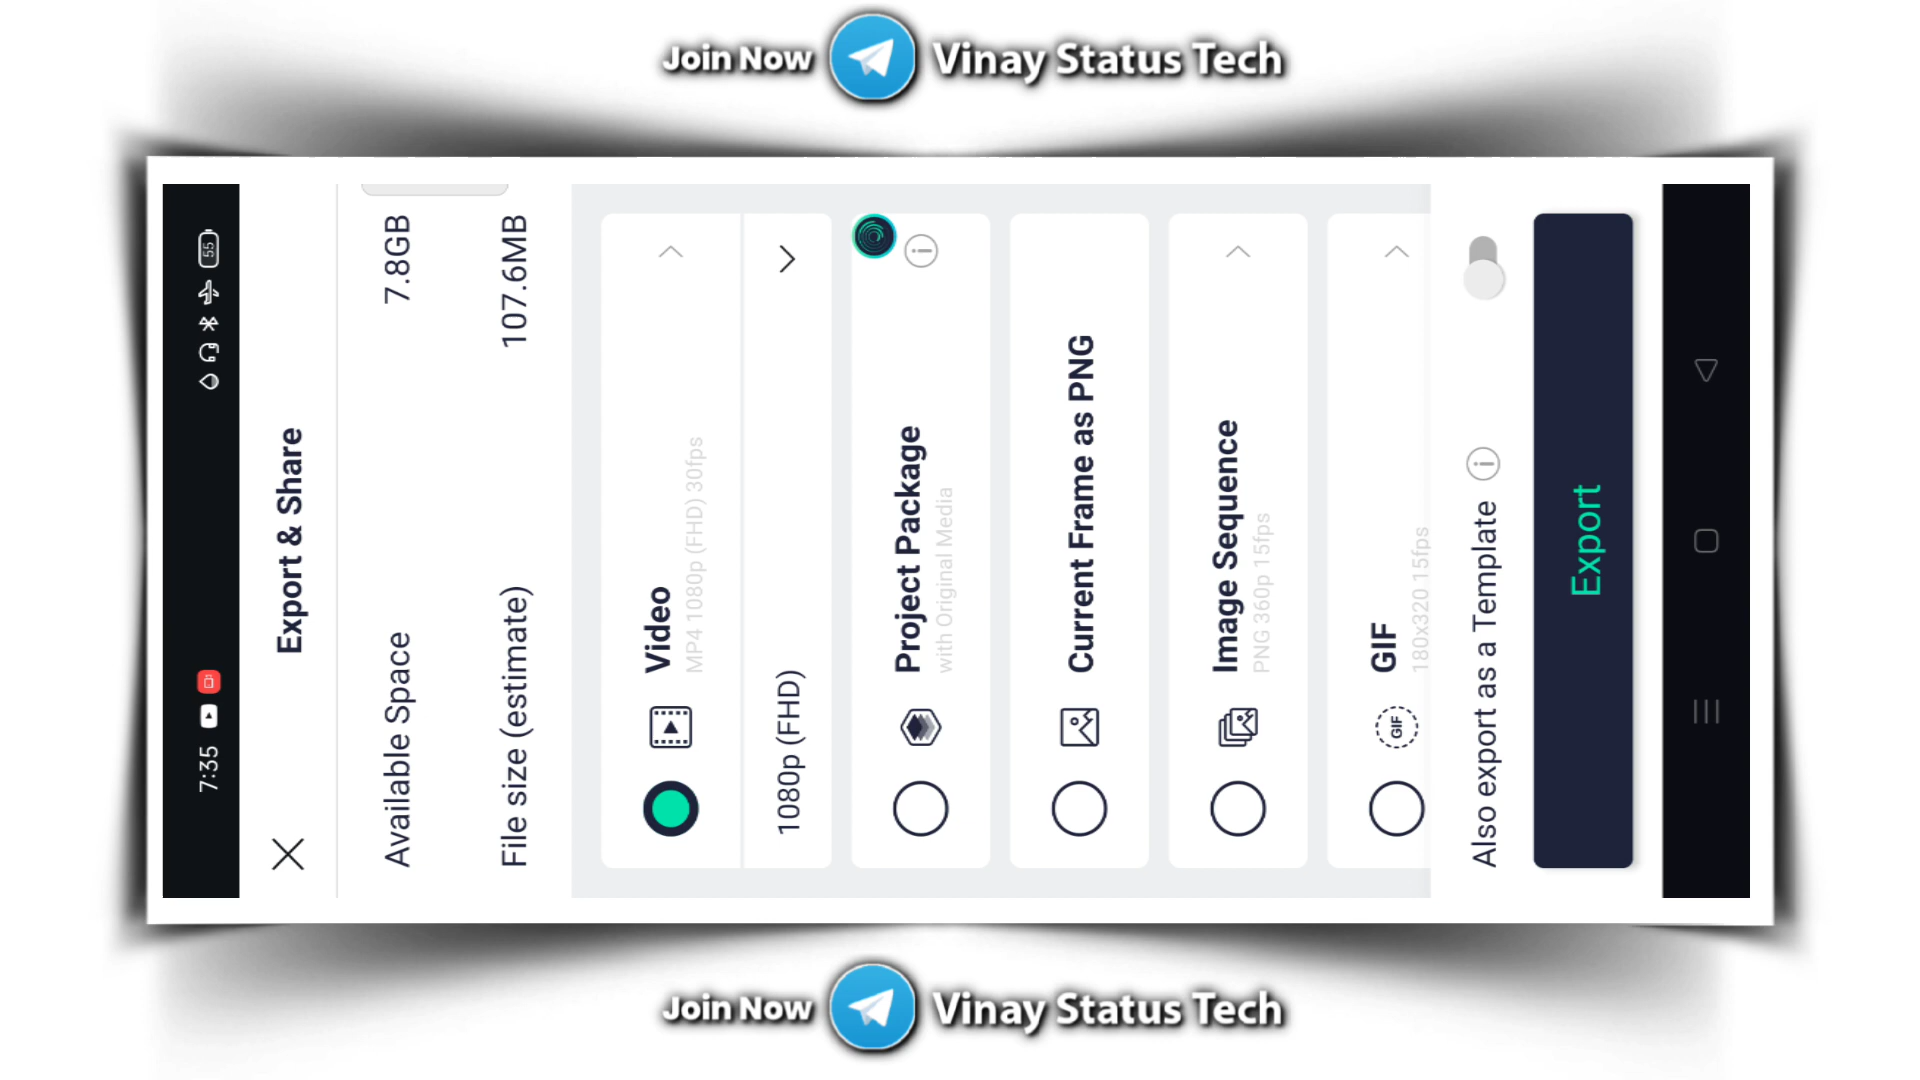 Join Now Vinay Status Tech
7:35 55
Export & Share
Available Space 7.8GB
File size (estimate) 107.6MB
Video
MP4 1080p (FHD) 30fps
1080p (FHD)
Project Package
with Original Media
Current Frame as PNG
Image Sequence
PNG 360p 15fps
GIF
GIF
180x320 15fps
Also export as a Template
Export
Join Now Vinay Status Tech